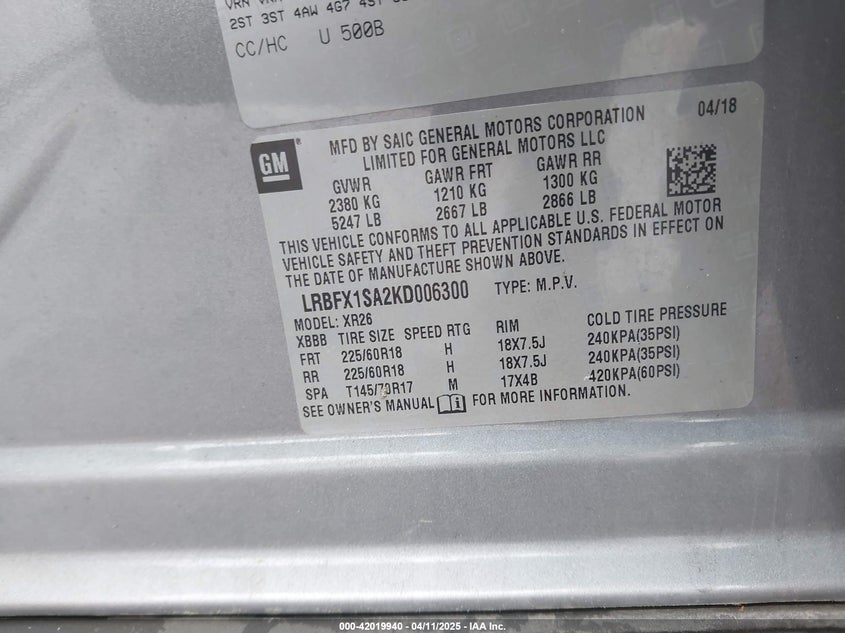 2ST 3ST 4AW 4G7 4ST
CC/HC U 500B
04/18
GM
MFD BY SAIC GENERAL MOTORS CORPORATION
LIMITED FOR GENERAL MOTORS LLC
GVWR GAWR FRT GAWR RR
2380 KG 1210 KG 1300 KG
5247 LB 2667 LB 2866 LB
THIS VEHICLE CONFORMS TO ALL APPLICABLE U.S. FEDERAL MOTOR
VEHICLE SAFETY AND THEFT PREVENTION STANDARDS IN EFFECT ON
THE DATE OF MANUFACTURE SHOWN ABOVE.
LRBFX1SA2KD006300 TYPE: M.P.V.
MODEL: XR26
XBBB TIRE SIZE SPEED RTG RIM COLD TIRE PRESSURE
FRT 225/60R18 H 18X7.5J 240KPA(35PSI)
RR 225/60R18 H 18X7.5J 240KPA(35PSI)
SPA T145/70R17 M 17X4B 420KPA(60PSI)
SEE OWNER'S MANUAL FOR MORE INFORMATION.
000-42019940 - 04/11/2025 - IAA Inc.